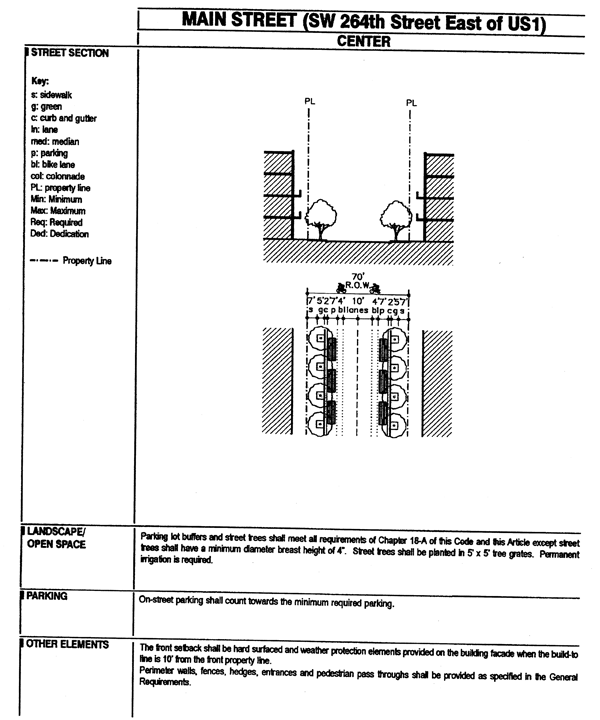 MAIN STREET (SW 264th Street East of US1)
CENTER
STREET SECTION
Key:
s: sidewalk
g: green
c: curb and gutter
ln: lane
med: median
p: parking
bl: bike lane
col: colonnade
PL: property line
Min: Minimum
Max: Maximum
Req: Required
Ded: Dedication
Property Line
PL PL
70'
R.O.W.
7' 5'2'7'4' 10' 4'7' 2'5'7'
s gc p bllanes blp cg s
LANDSCAPE/
OPEN SPACE
Parking lot buffers and street trees shall meet all requirements of Chapter 18-A of this Code and this Article except street
trees shall have a minimum diameter breast height of 4". Street trees shall be planted in 5' x 5' tree grates. Permanent
irrigation is required.
PARKING
On-street parking shall count towards the minimum required parking.
OTHER ELEMENTS
The front setback shall be hard surfaced and weather protection elements provided on the building facade when the build-to
line is 10' from the front property line.
Perimeter walls, fences, hedges, entrances and pedestrian pass throughs shall be provided as specified in the General
Requirements.